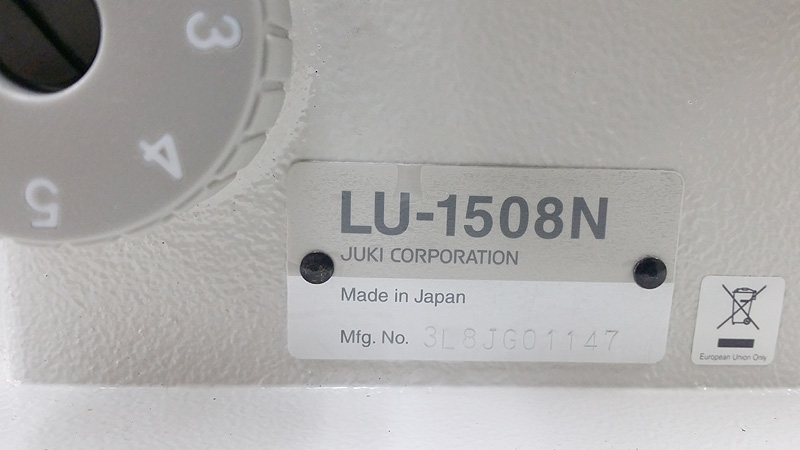 3
4
5
LU-1508N
JUKI CORPORATION
Made in Japan
Mfg. No. 3L8JG01147
European Union Only